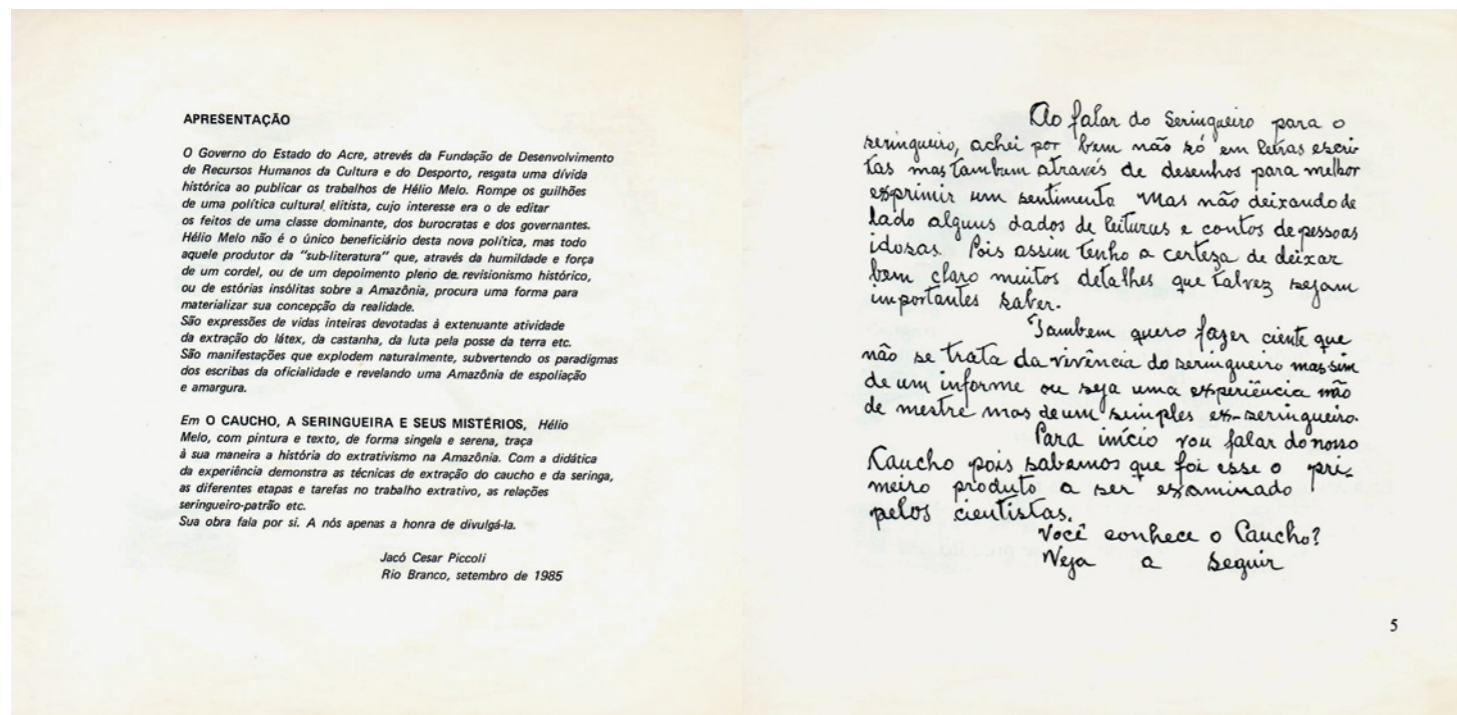 APRESENTAÇÃO
O Governo do Estado do Acre, atrevés da Fundação de Desenvolvimento
de Recursos Humanos da Cultura e do Desporto, resgata uma dívida
histórica ao publicar os trabalhos de Hélio Melo. Rompe os guilhões
de uma política cultural elitista, cujo interesse era o de editar
os feitos de uma classe dominante, dos burocratas e dos governantes.
Hélio Melo não é o único beneficiário desta nova política, mas todo
aquele produtor da "sub-literatura" que, através da humildade e força
de um cordel, ou de um depoimento pleno de revisionismo histórico,
ou de estórias insólitas sobre a Amazônia, procura uma forma para
materializar sua concepção da realidade.
São expressões de vidas inteiras devotadas à extenuante atividade
da extração do látex, da castanha, da luta pela posse da terra etc.
São manifestações que explodem naturalmente, subvertendo os paradigmas
dos escribas da oficialidade e revelando uma Amazônia de espoliação
e amargura.
Em O CAUCHO, A SERINGUEIRA E SEUS MISTÉRIOS, Hélio
Melo, com pintura e texto, de forma singela e serena, traça
à sua maneira a história do extrativismo na Amazônia. Com a didática
da experiência demonstra as técnicas de extração do caucho e da seringa,
as diferentes etapas e tarefas no trabalho extrativo, as relações
seringueiro-patrão etc.
Sua obra fala por si. A nós apenas a honra de divulgá-la.
Jacó Cesar Piccoli
Rio Branco, setembro de 1985
Ao falar do Seringueiro para o
seringueiro, achei por bem não só em letras escri
tas mas tambem através de desenhos para melhor
exprimir um sentimento Mas não deixando de
lado alguns dados de leituras e contos de pessoas
idosas. Pois assim tenho a certeza de deixar
bem claro muitos detalhes que talvez sejam
importantes saber.
Tambem quero fazer ciente que
não se trata da vivência do seringueiro mas sim
de um informe ou seja uma experiência não
de mestre mas de um simples ex-seringueiro.
Para início vou falar do nosso
Caucho pois sabemos que foi esse o pri-
meiro produto a ser examinado
pelos cientistas.
Você conhece o Caucho?
Veja a seguir
5